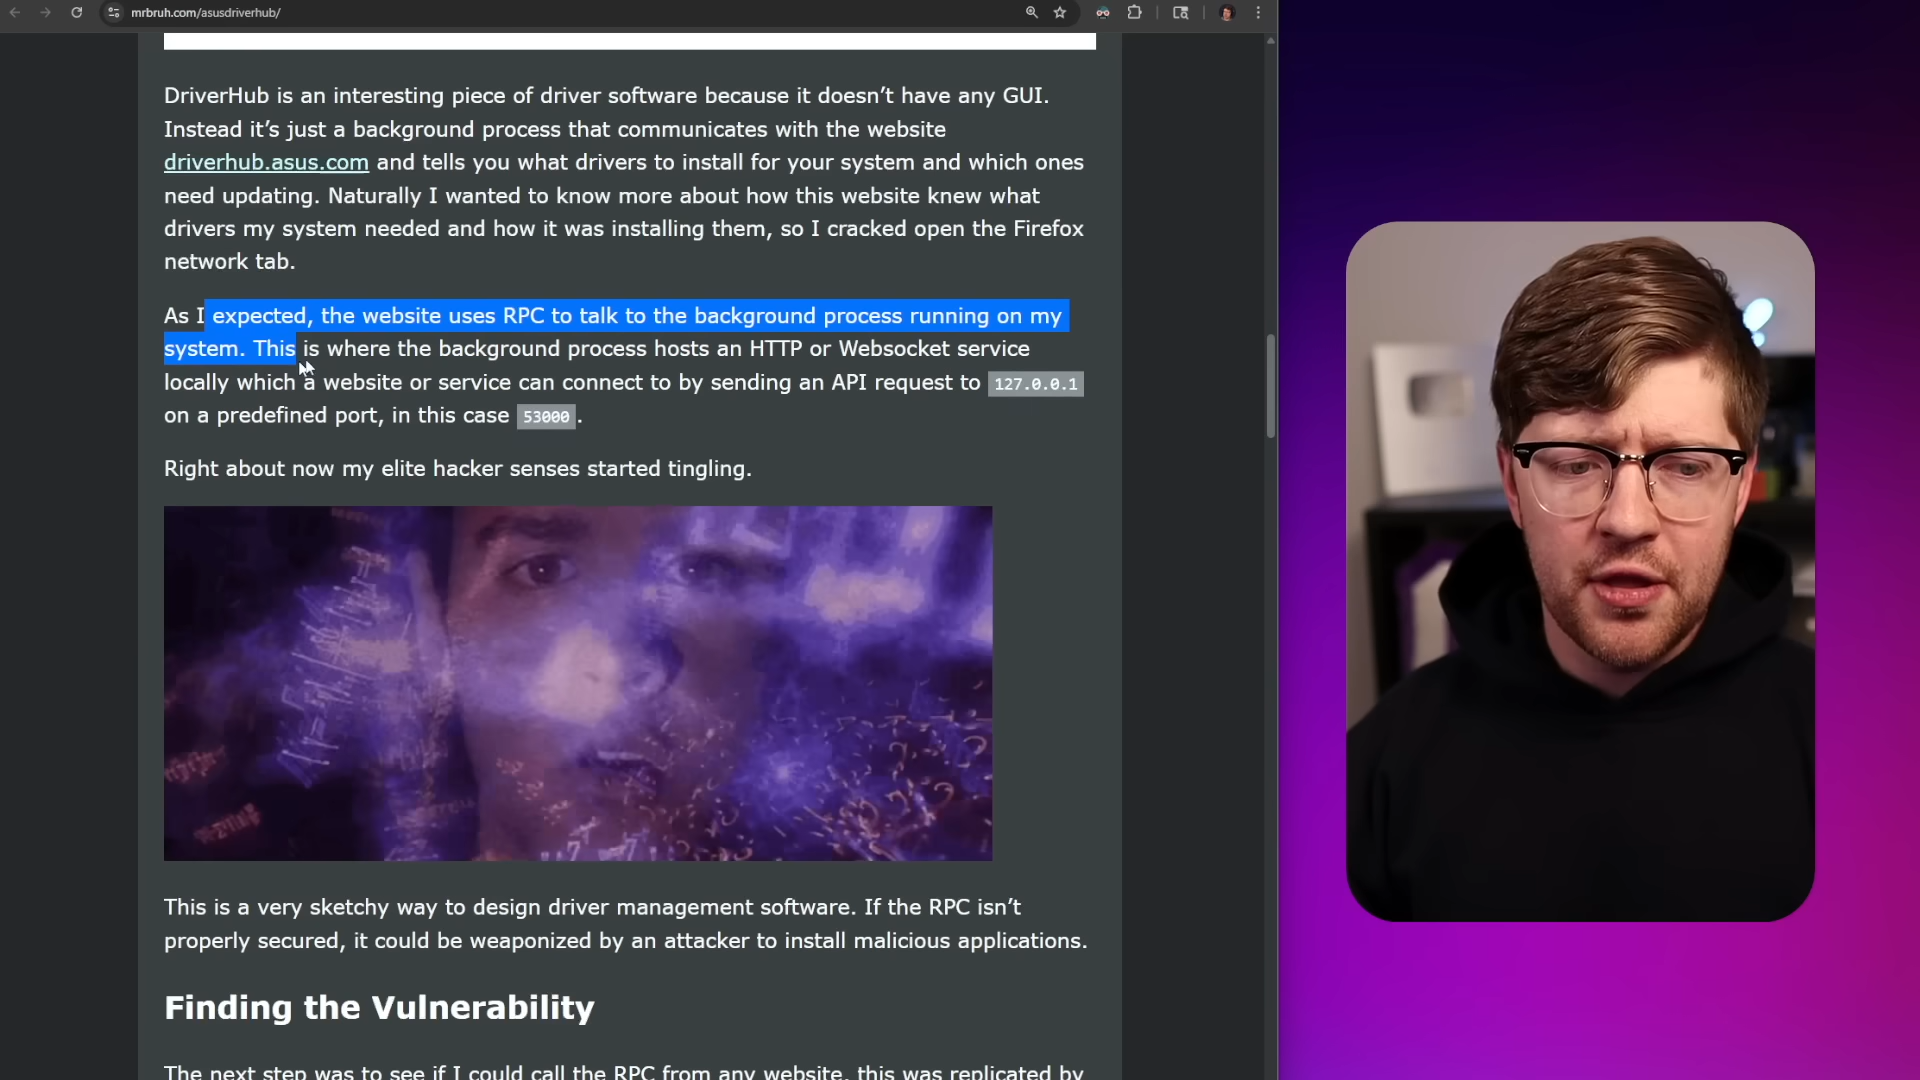 mrbruh.com/asusdriverhub/
DriverHub is an interesting piece of driver software because it doesn’t have any GUI.
Instead it’s just a background process that communicates with the website
driverhub.asus.com and tells you what drivers to install for your system and which ones
need updating. Naturally I wanted to know more about how this website knew what
drivers my system needed and how it was installing them, so I cracked open the Firefox
network tab.
As I expected, the website uses RPC to talk to the background process running on my
system. This is where the background process hosts an HTTP or Websocket service
locally which a website or service can connect to by sending an API request to 127.0.0.1
on a predefined port, in this case 53000.
Right about now my elite hacker senses started tingling.
This is a very sketchy way to design driver management software. If the RPC isn’t
properly secured, it could be weaponized by an attacker to install malicious applications.
Finding the Vulnerability
The next step was to see if I could call the RPC from any website, this was replicated by